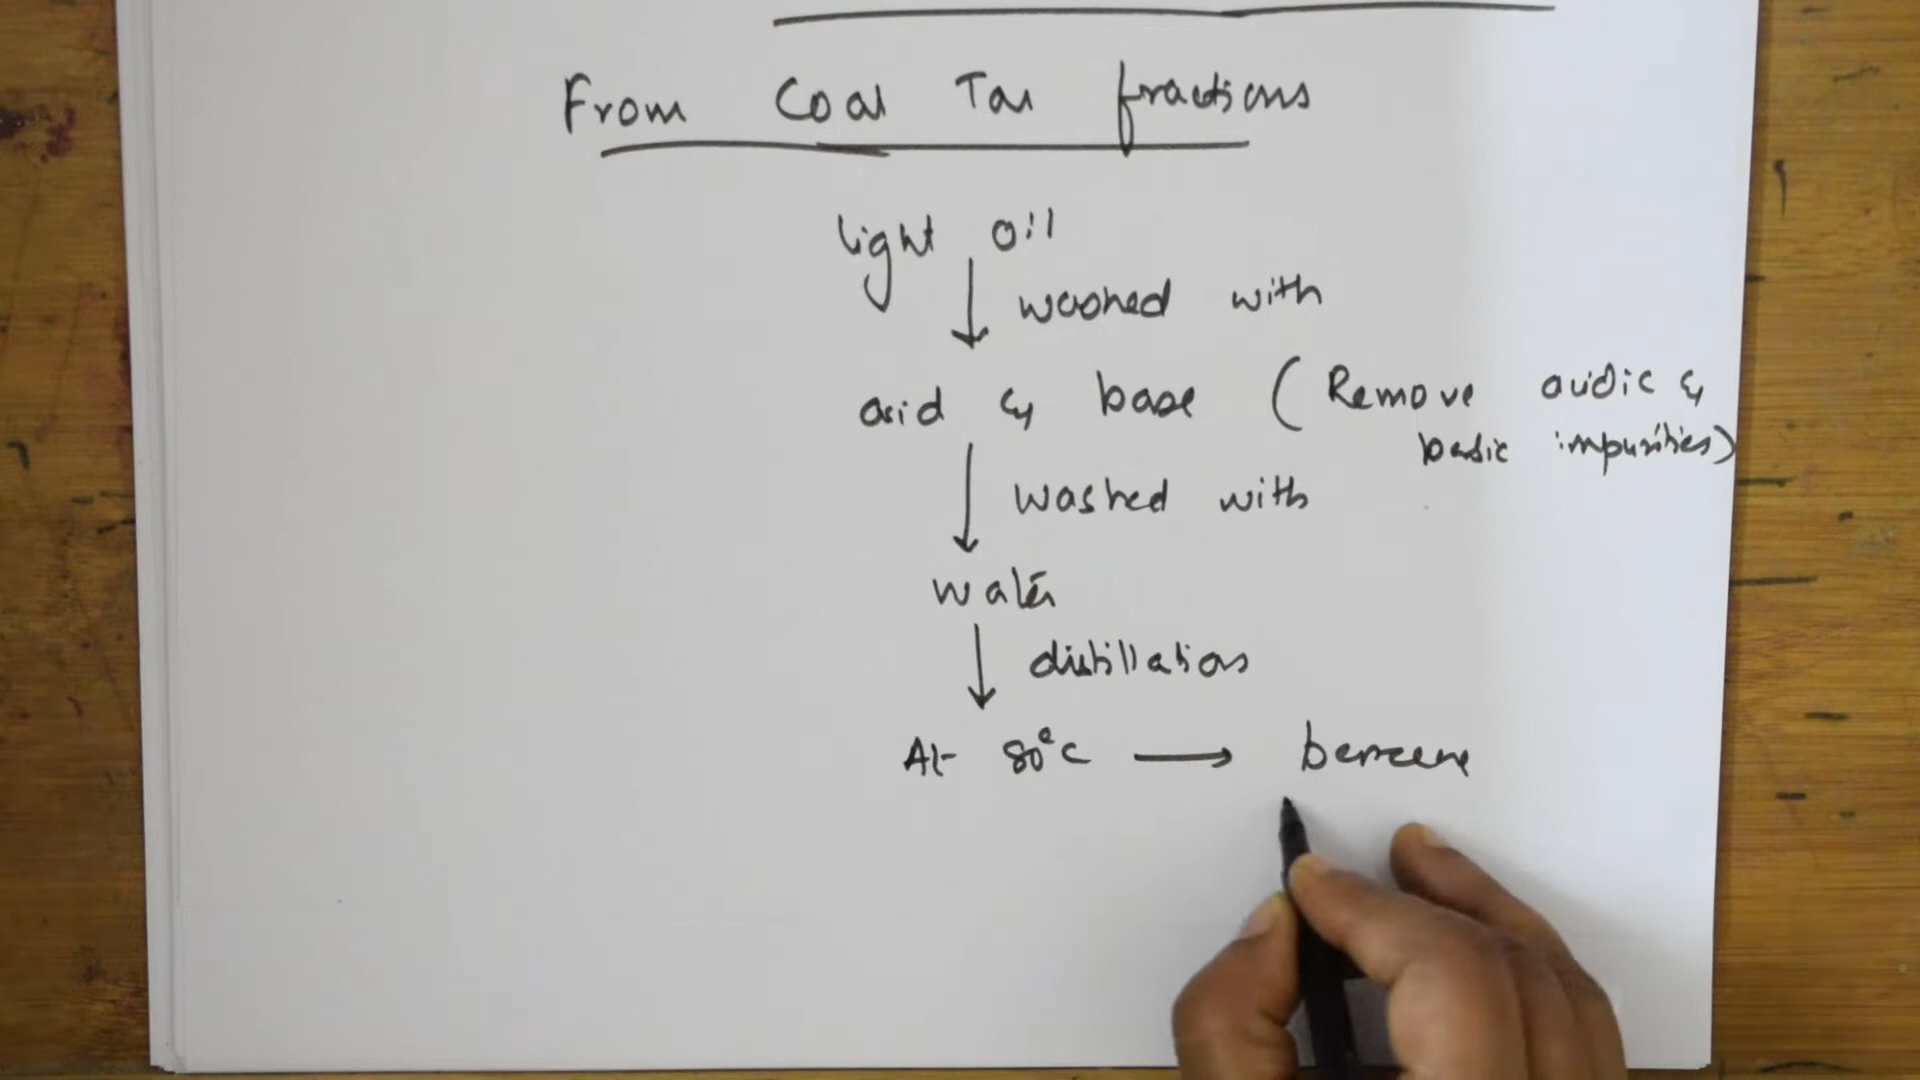 From Coal Tar fractions
light oil
washed with
acid & base (Remove acidic &
basic impurities)
washed with
water
distillation
At 80°C → benzene